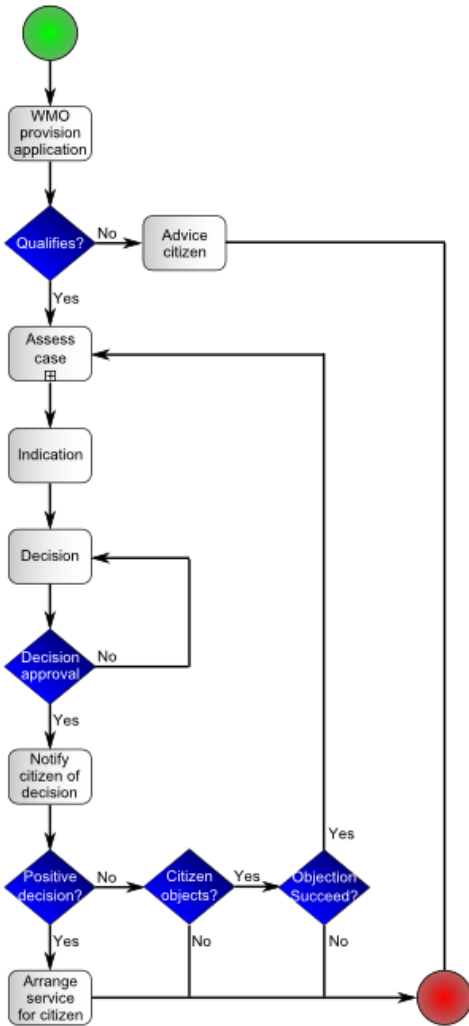 WMO
provision
application
Qualifies?
No
Advice
citizen
Yes
Assess
case
Indication
Decision
Decision
approval
No
Yes
Notify
citizen of
decision
Positive
decision?
No
Citizen
objects?
Yes
Objection
Succeed?
Yes
Yes
No
No
Arrange
service
for citizen